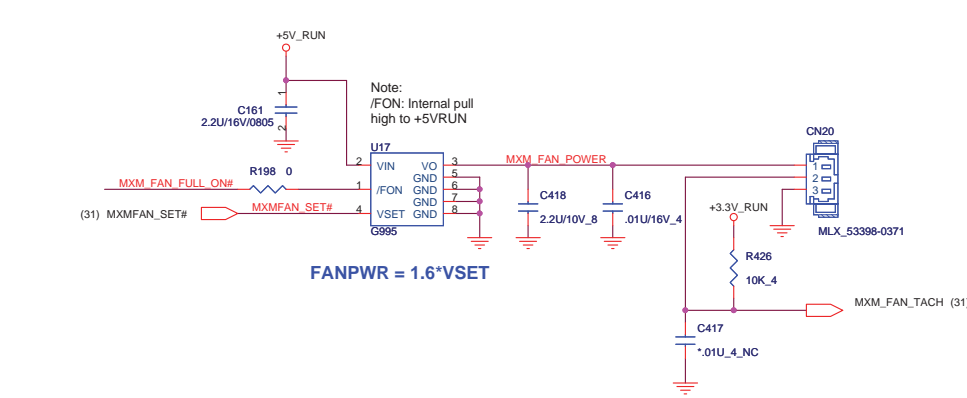 +5V_RUN
1
C161
2.2U/16V/0805
2
Note:
/FON: Internal pull
high to +5VRUN
U17
2 VIN VO 3
GND 5
1 /FON GND 6
GND 7
4 VSET GND 8
G995
R198 0
MXM_FAN_FULL_ON#
(31) MXMFAN_SET#
MXMFAN_SET#
FANPWR = 1.6*VSET
MXM_FAN_POWER
C418
2.2U/10V_8
C416
.01U/16V_4
CN20
1
2
3
MLX_53398-0371
+3.3V_RUN
R426
10K_4
MXM_FAN_TACH (31)
C417
*.01U_4_NC